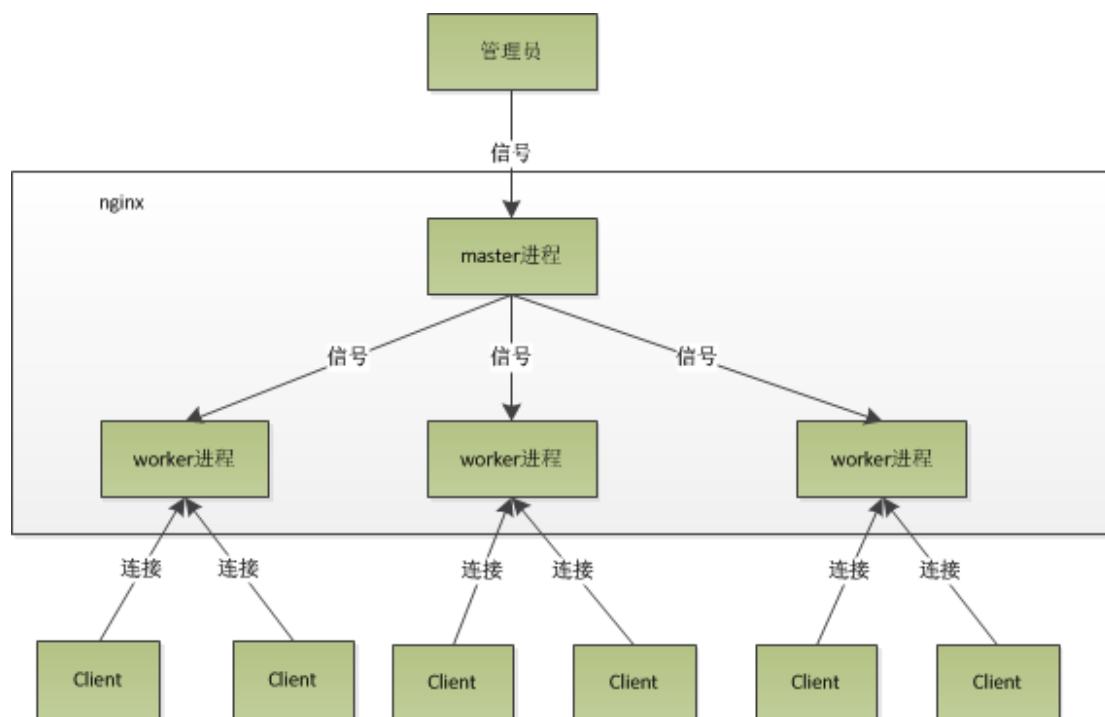 管理员
信号
nginx
master进程
信号
信号
信号
worker进程
worker进程
worker进程
连接
连接
连接
连接
连接
连接
Client
Client
Client
Client
Client
Client